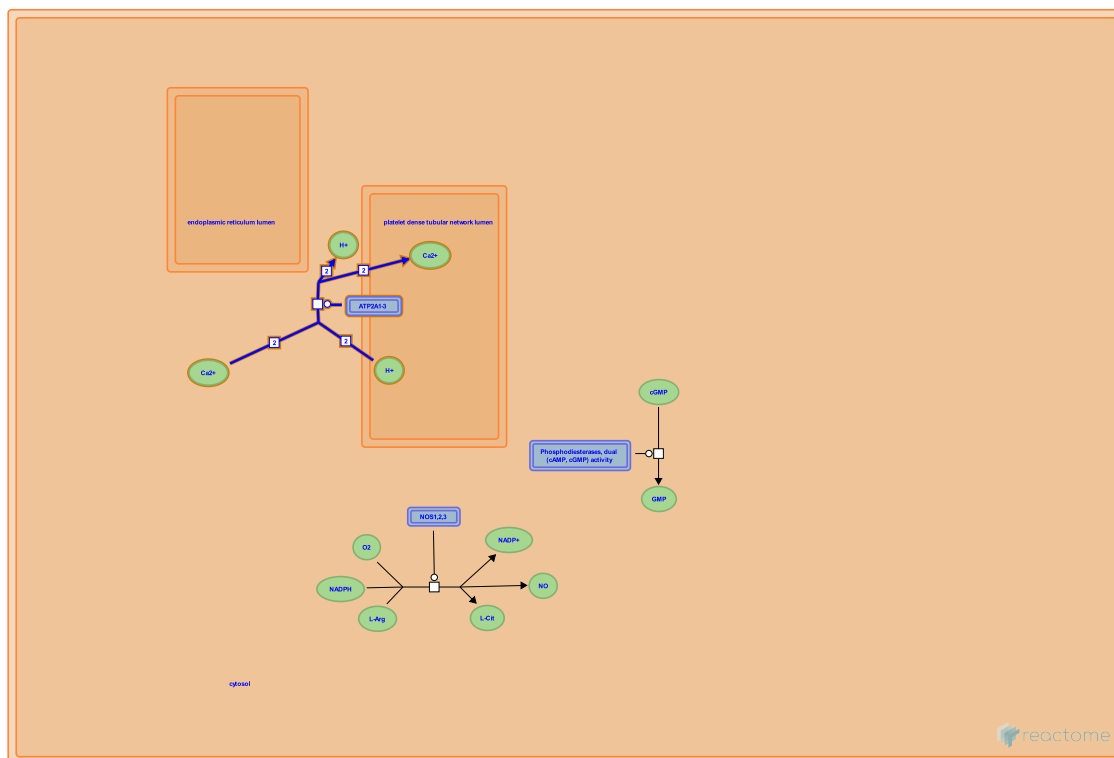 endoplasmic reticulum lumen
platelet dense tubular network lumen
H+
Ca2+
2
2
ATP2A1-3
2
2
Ca2+
H+
cGMP
Phosphodiesterases, dual
(cAMP, cGMP) activity
GMP
NOS1,2,3
O2
NADP+
NADPH
NO
L-Arg
L-Cit
cytosol
reactome